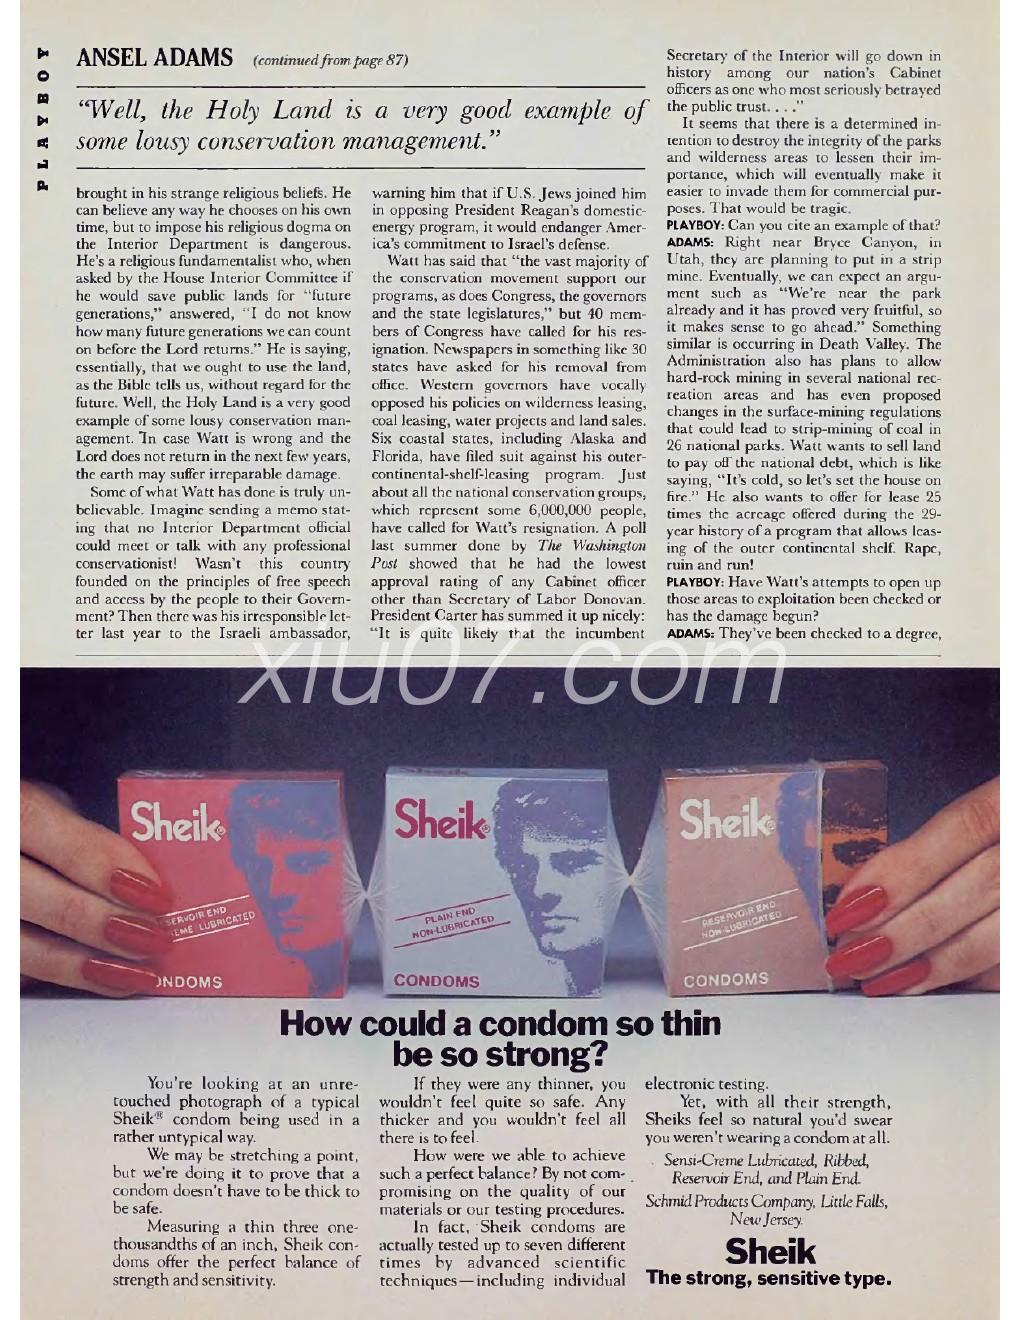 PLAYBOY
ANSEL ADAMS (continued from page 87)
“Well, the Holy Land is a very good example of
some lousy conservation management.”
brought in his strange religious beliefs. He
can believe any way he chooses on his own
time, but to impose his religious dogma on
the Interior Department is dangerous.
He's a religious fundamentalist who, when
asked by the House Interior Committee if
he would save public lands for “future
generations,” answered, “I do not know
how many future generations we can count
on before the Lord returns.” He is saying,
essentially, that we ought to use the land,
as the Bible tells us, without regard for the
future. Well, the Holy Land is a very good
example of some lousy conservation man-
agement. In case Watt is wrong and the
Lord does not return in the next few years,
the earth may suffer irreparable damage.
Some of what Watt has done is truly un-
believable. Imagine sending a memo stat-
ing that no Interior Department official
could meet or talk with any professional
conservationist! Wasn't this country
founded on the principles of free speech
and access by the people to their Govern-
ment? Then there was his irresponsible let-
ter last year to the Israeli ambassador,
warning him that if U.S. Jews joined him
in opposing President Reagan's domestic-
energy program, it would endanger Amer-
ica's commitment to Israel's defense.
Watt has said that “the vast majority of
the conservation movement support our
programs, as does Congress, the governors
and the state legislatures,” but 40 mem-
bers of Congress have called for his res-
ignation. Newspapers in something like 30
states have asked for his removal from
office. Western governors have vocally
opposed his policies on wilderness leasing,
coal leasing, water projects and land sales.
Six coastal states, including Alaska and
Florida, have filed suit against his outer-
continental-shelf-leasing program. Just
about all the national conservation groups,
which represent some 6,000,000 people,
have called for Watt's resignation. A poll
last summer done by The Washington
Post showed that he had the lowest
approval rating of any Cabinet officer
other than Secretary of Labor Donovan.
President Carter has summed it up nicely:
“It is quite likely that the incumbent
Secretary of the Interior will go down in
history among our nation's Cabinet
officers as one who most seriously betrayed
the public trust. . . .”
It seems that there is a determined in-
tention to destroy the integrity of the parks
and wilderness areas to lessen their im-
portance, which will eventually make it
easier to invade them for commercial pur-
poses. That would be tragic.
PLAYBOY: Can you cite an example of that?
ADAMS: Right near Bryce Canyon, in
Utah, they are planning to put in a strip
mine. Eventually, we can expect an argu-
ment such as “We're near the park
already and it has proved very fruitful, so
it makes sense to go ahead.” Something
similar is occurring in Death Valley. The
Administration also has plans to allow
hard-rock mining in several national rec-
reation areas and has even proposed
changes in the surface-mining regulations
that could lead to strip-mining of coal in
26 national parks. Watt wants to sell land
to pay off the national debt, which is like
saying, “It's cold, so let's set the house on
fire.” He also wants to offer for lease 25
times the acreage offered during the 29-
year history of a program that allows leas-
ing of the outer continental shelf. Rape,
ruin and run!
PLAYBOY: Have Watt's attempts to open up
those areas to exploitation been checked or
has the damage begun?
ADAMS: They've been checked to a degree,
xiu07.com
Sheik®
SERVOIR END
EME LUBRICATED
ONDOMS
Sheik®
PLAIN END
NON-LUBRICATED
CONDOMS
Sheik®
RESERVOIR END
NON-LUBRICATED
CONDOMS
How could a condom so thin
be so strong?
You're looking at an unre-
touched photograph of a typical
Sheik® condom being used in a
rather untypical way.
We may be stretching a point,
but we're doing it to prove that a
condom doesn't have to be thick to
be safe.
Measuring a thin three one-
thousandths of an inch, Sheik con-
doms offer the perfect balance of
strength and sensitivity.
If they were any thinner, you
wouldn't feel quite so safe. Any
thicker and you wouldn't feel all
there is to feel.
How were we able to achieve
such a perfect balance? By not com-
promising on the quality of our
materials or our testing procedures.
In fact, Sheik condoms are
actually tested up to seven different
times by advanced scientific
techniques—including individual
electronic testing.
Yet, with all their strength,
Sheiks feel so natural you'd swear
you weren't wearing a condom at all.
Sensi-Creme Lubricated, Ribbed,
Reservoir End, and Plain End.
Schmid Products Company, Little Falls,
New Jersey.
Sheik
The strong, sensitive type.